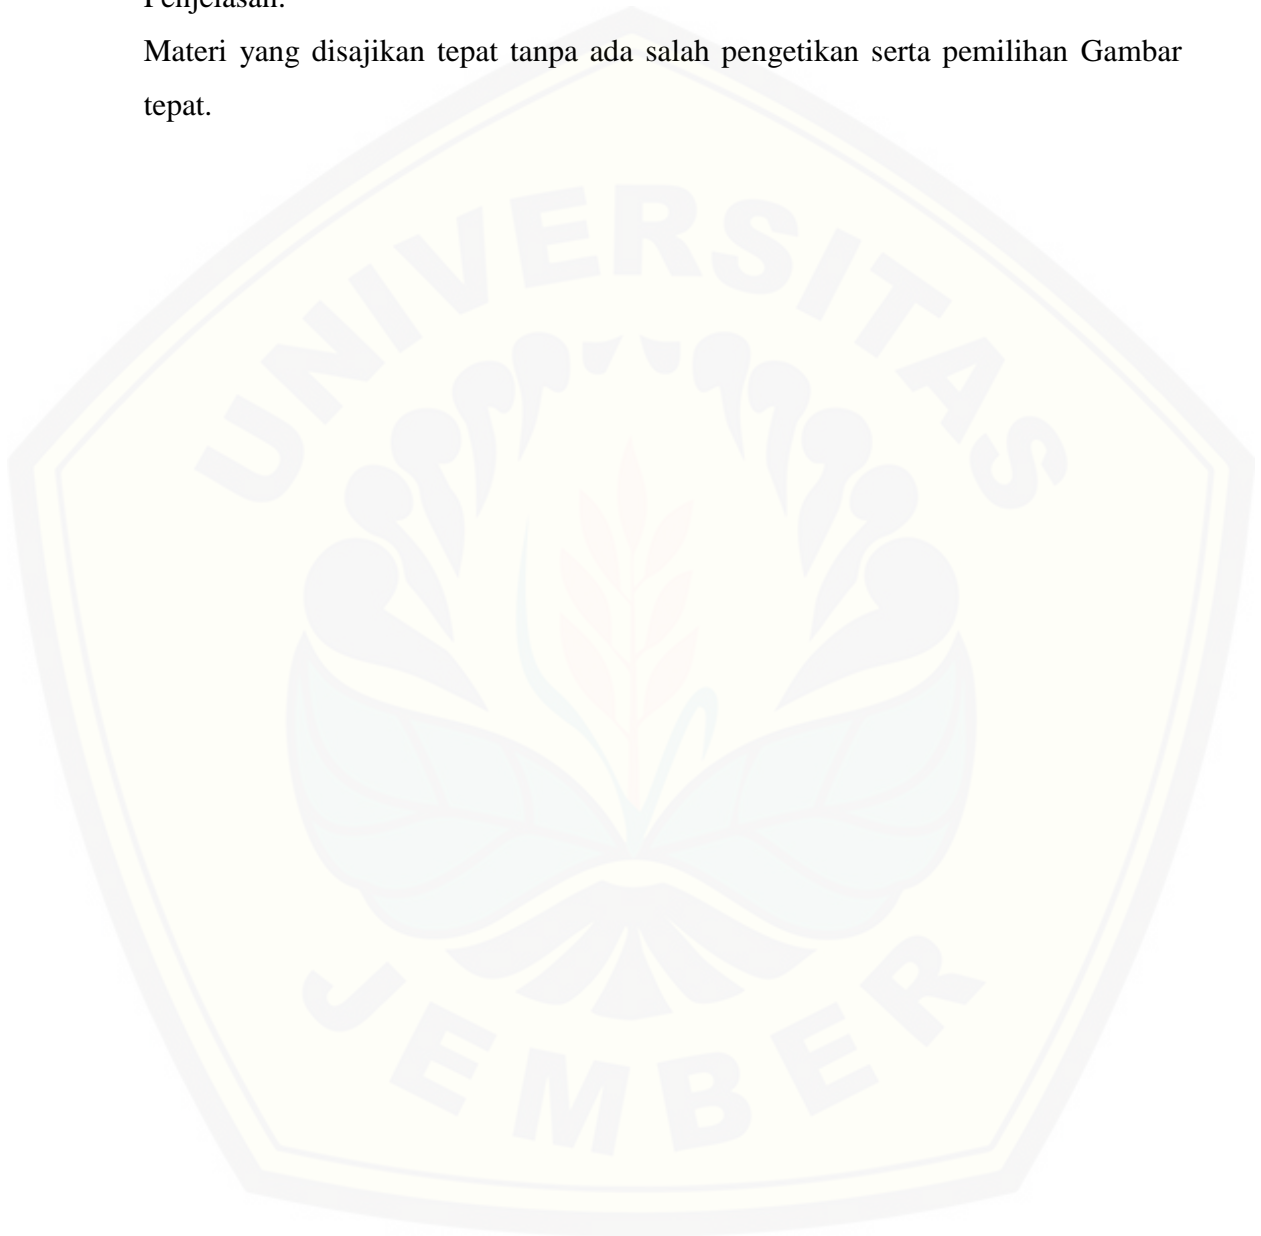 Penjelasan:
Materi yang disajikan tepat tanpa ada salah pengetikan serta pemilihan Gambar
tepat.
UNIVERSITAS
JEMBER